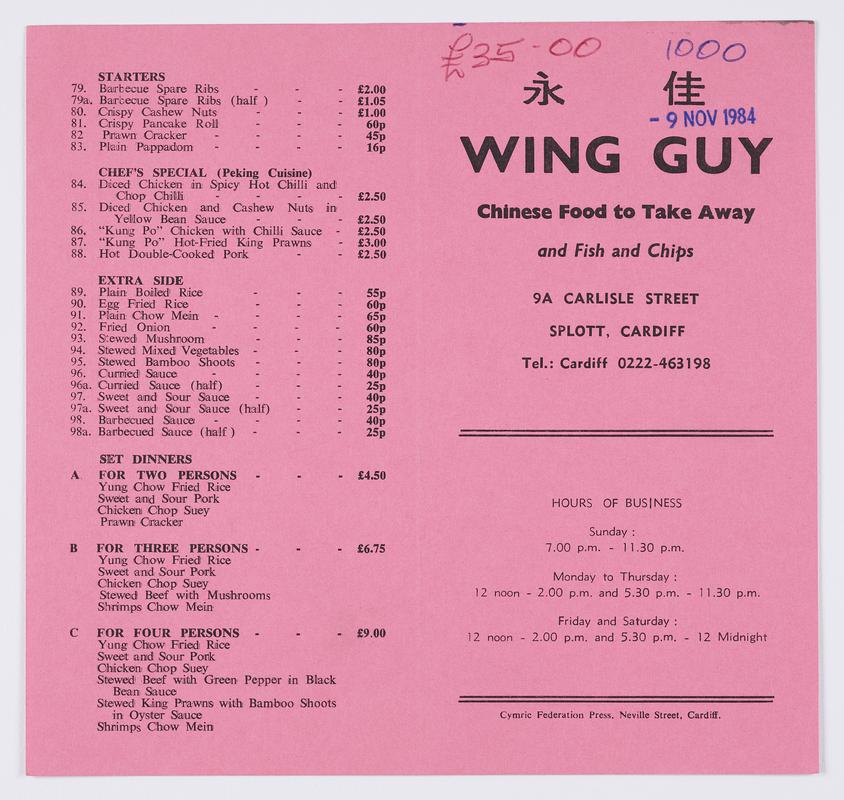 STARTERS
79. Barbecue Spare Ribs - - - £2.00
79a. Barbecue Spare Ribs (half ) - - £1.05
80. Crispy Cashew Nuts - - - £1.00
81. Crispy Pancake Roll - - - 60p
82 Prawn Cracker - - - 45p
83. Plain Pappadom - - - 16p
CHEF'S SPECIAL (Peking Cuisine)
84. Diced Chicken in Spicy Hot Chilli and
Chop Chilli - - - - £2.50
85. Diced Chicken and Cashew Nuts in
Yellow Bean Sauce - - - £2.50
86. "Kung Po" Chicken with Chilli Sauce - £2.50
87. "Kung Po" Hot-Fried King Prawns - £3.00
88. Hot Double-Cooked Pork - - £2.50
EXTRA SIDE
89. Plain Boiled Rice - - - 55p
90. Egg Fried Rice - - - 60p
91. Plain Chow Mein - - - - 65p
92. Fried Onion - - - 60p
93. Stewed Mushroom - - - 85p
94. Stewed Mixed Vegetables - - - 80p
95. Stewed Bamboo Shoots - - - 80p
96. Curried Sauce - - - - 40p
96a. Curried Sauce (half) - - - 25p
97. Sweet and Sour Sauce - - - 40p
97a. Sweet and Sour Sauce (half) - - 25p
98. Barbecued Sauce - - - - 40p
98a. Barbecued Sauce (half ) - - - 25p
SET DINNERS
A FOR TWO PERSONS - - - £4.50
Yung Chow Fried Rice
Sweet and Sour Pork
Chicken Chop Suey
Prawn Cracker
B FOR THREE PERSONS - - - £6.75
Yung Chow Fried Rice
Sweet and Sour Pork
Chicken Chop Suey
Stewed Beef with Mushrooms
Shrimps Chow Mein
C FOR FOUR PERSONS - - - £9.00
Yung Chow Fried Rice
Sweet and Sour Pork
Chicken Chop Suey
Stewed Beef with Green Pepper in Black
Bean Sauce
Stewed King Prawns with Bamboo Shoots
in Oyster Sauce
Shrimps Chow Mein
£35-00 1000
永 佳
- 9 NOV 1984
WING GUY
Chinese Food to Take Away
and Fish and Chips
9A CARLISLE STREET
SPLOTT, CARDIFF
Tel.: Cardiff 0222-463198
HOURS OF BUSINESS
Sunday :
7.00 p.m. - 11.30 p.m.
Monday to Thursday :
12 noon - 2.00 p.m. and 5.30 p.m. - 11.30 p.m.
Friday and Saturday :
12 noon - 2.00 p.m. and 5.30 p.m. - 12 Midnight
Cymric Federation Press, Neville Street, Cardiff.